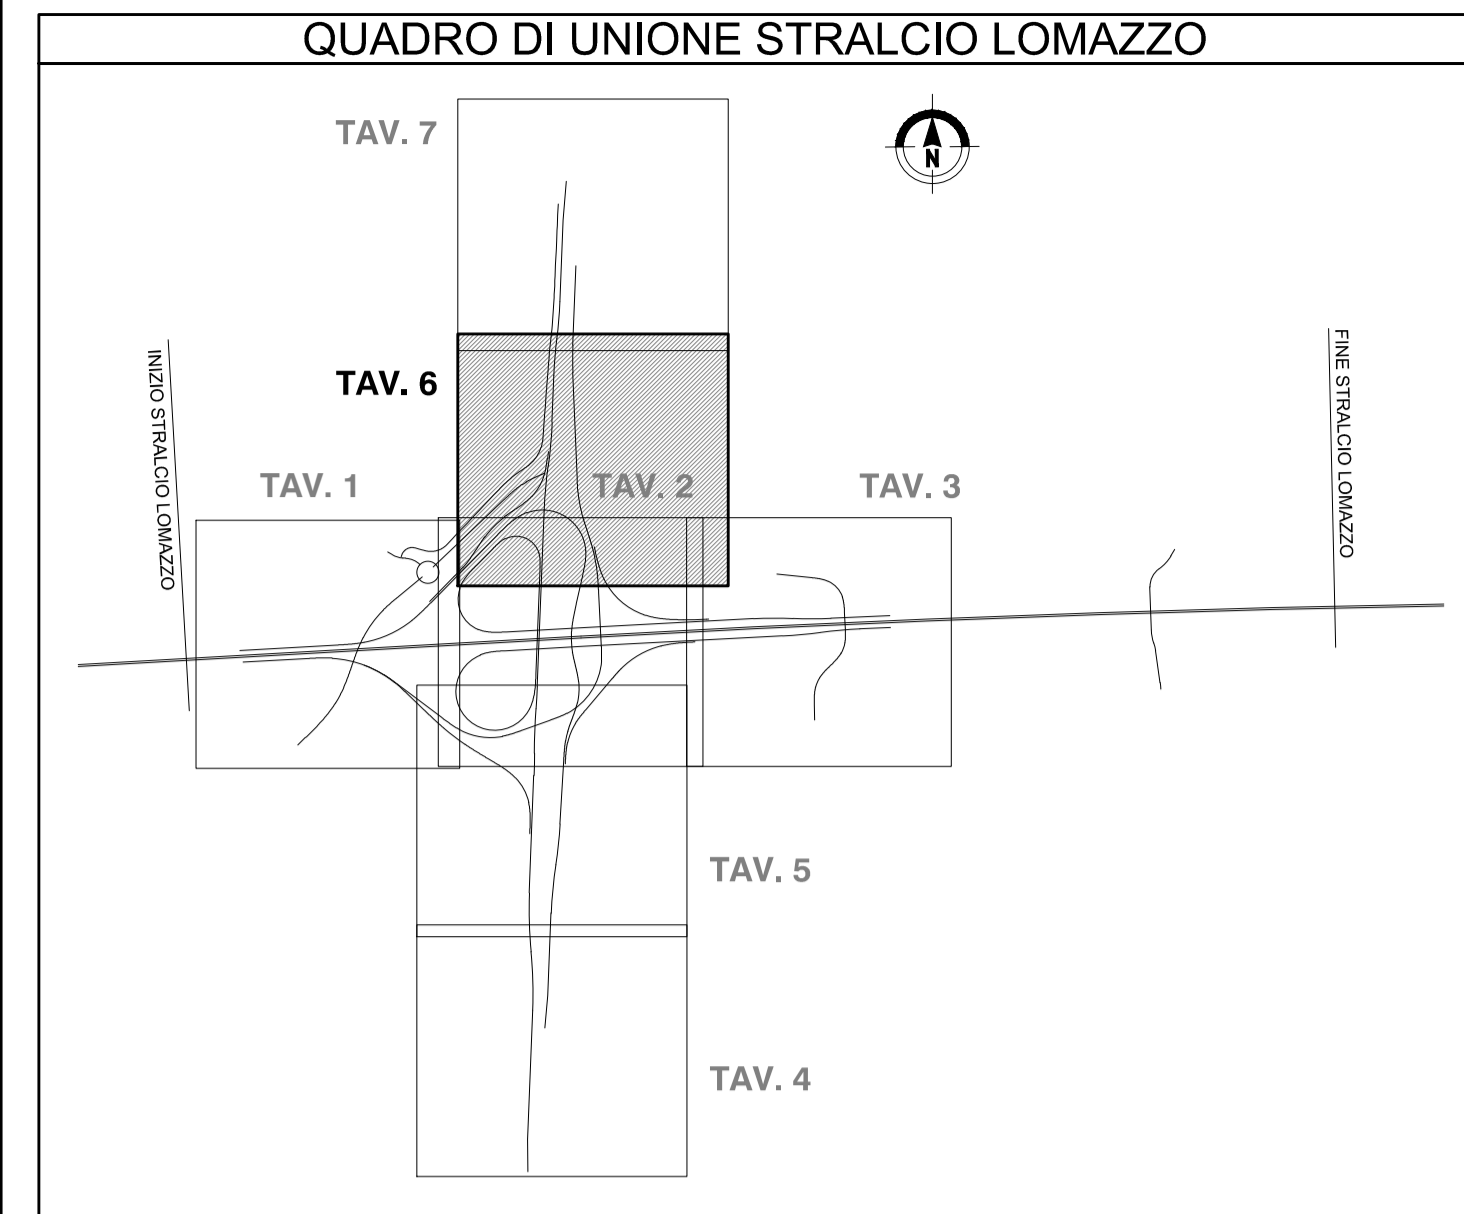 QUADRO DI UNIONE STRALCIO LOMAZZO
TAV. 7
N
INIZIO STRALCIO LOMAZZO
FINE STRALCIO LOMAZZO
TAV. 6
TAV. 1
TAV. 2
TAV. 3
TAV. 5
TAV. 4